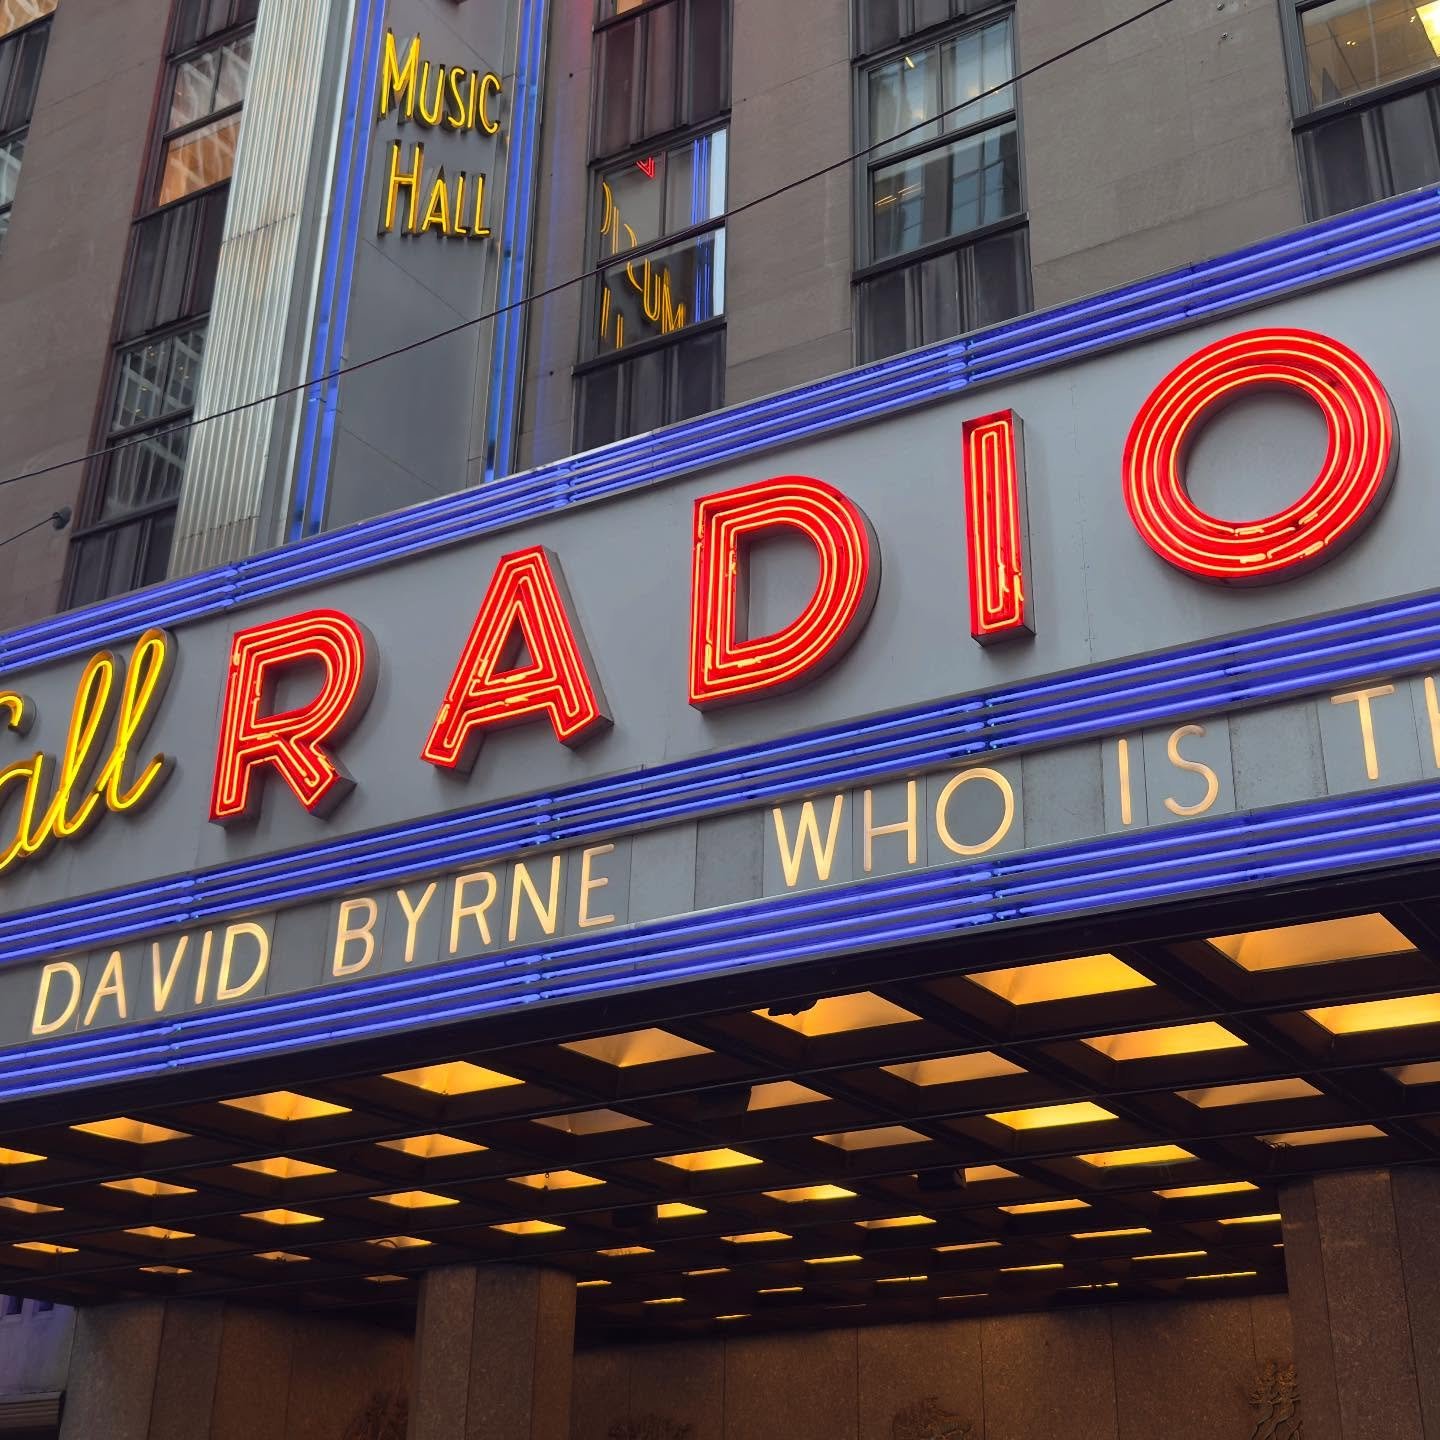 MUSIC
HALL
all RADIO
DAVID BYRNE WHO IS